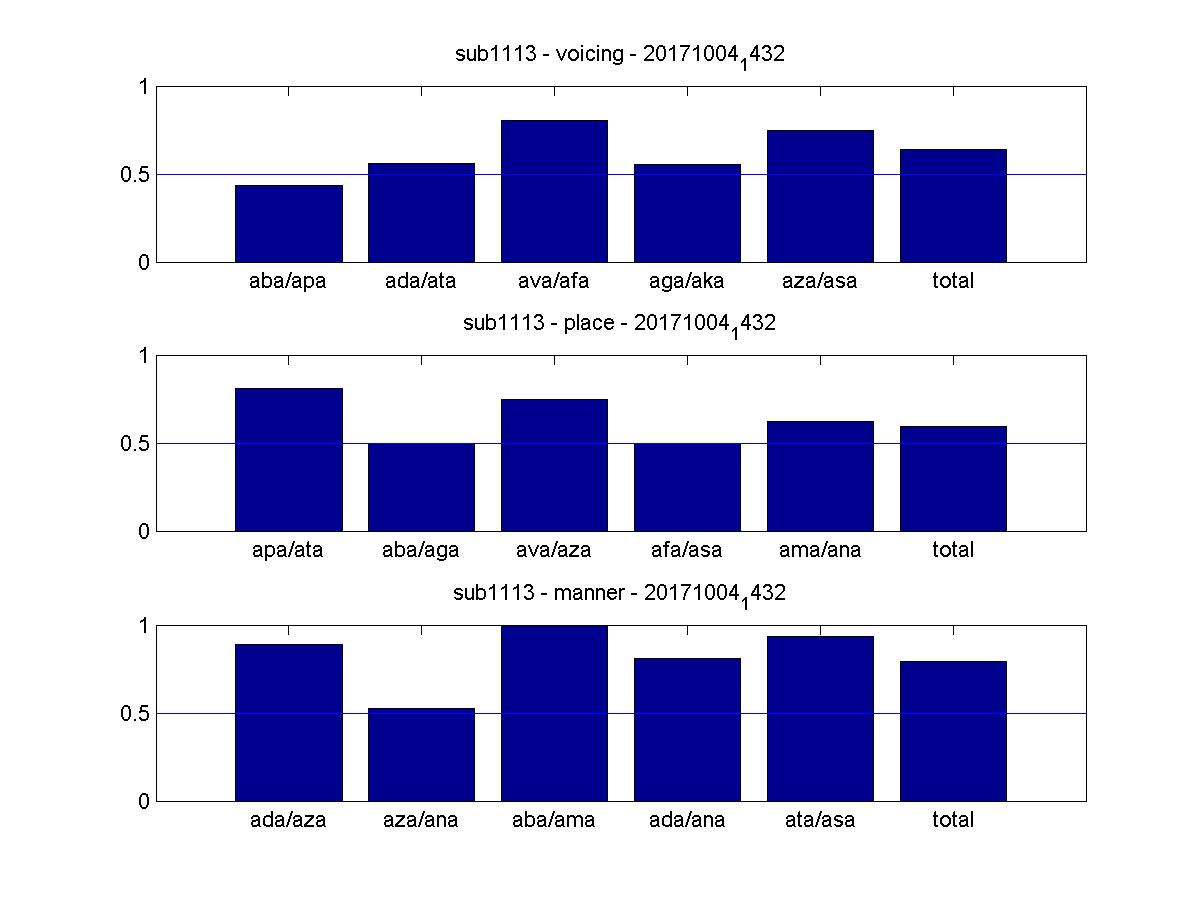 sub1113 - voicing - 20171004₁432
1
0.5
0
aba/apa ada/ata ava/afa aga/aka aza/asa total
sub1113 - place - 20171004₁432
1
0.5
0
apa/ata aba/aga ava/aza afa/asa ama/ana total
sub1113 - manner - 20171004₁432
1
0.5
0
ada/aza aza/ana aba/ama ada/ana ata/asa total